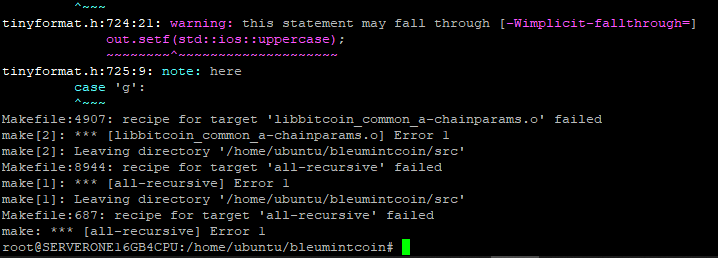 ^~~~
tinyformat.h:724:21: warning: this statement may fall through [-Wimplicit-fallthrough=]
out.setf(std::ios::uppercase);
~~~~~~~~^~~~~~~~~~~~~~~~~~~~~
tinyformat.h:725:9: note: here
case 'g':
^~~~
Makefile:4907: recipe for target 'libbitcoin_common_a-chainparams.o' failed
make[2]: *** [libbitcoin_common_a-chainparams.o] Error 1
make[2]: Leaving directory '/home/ubuntu/bleumintcoin/src'
Makefile:8944: recipe for target 'all-recursive' failed
make[1]: *** [all-recursive] Error 1
make[1]: Leaving directory '/home/ubuntu/bleumintcoin/src'
Makefile:687: recipe for target 'all-recursive' failed
make: *** [all-recursive] Error 1
root@SERVERONE16GB4CPU:/home/ubuntu/bleumintcoin#